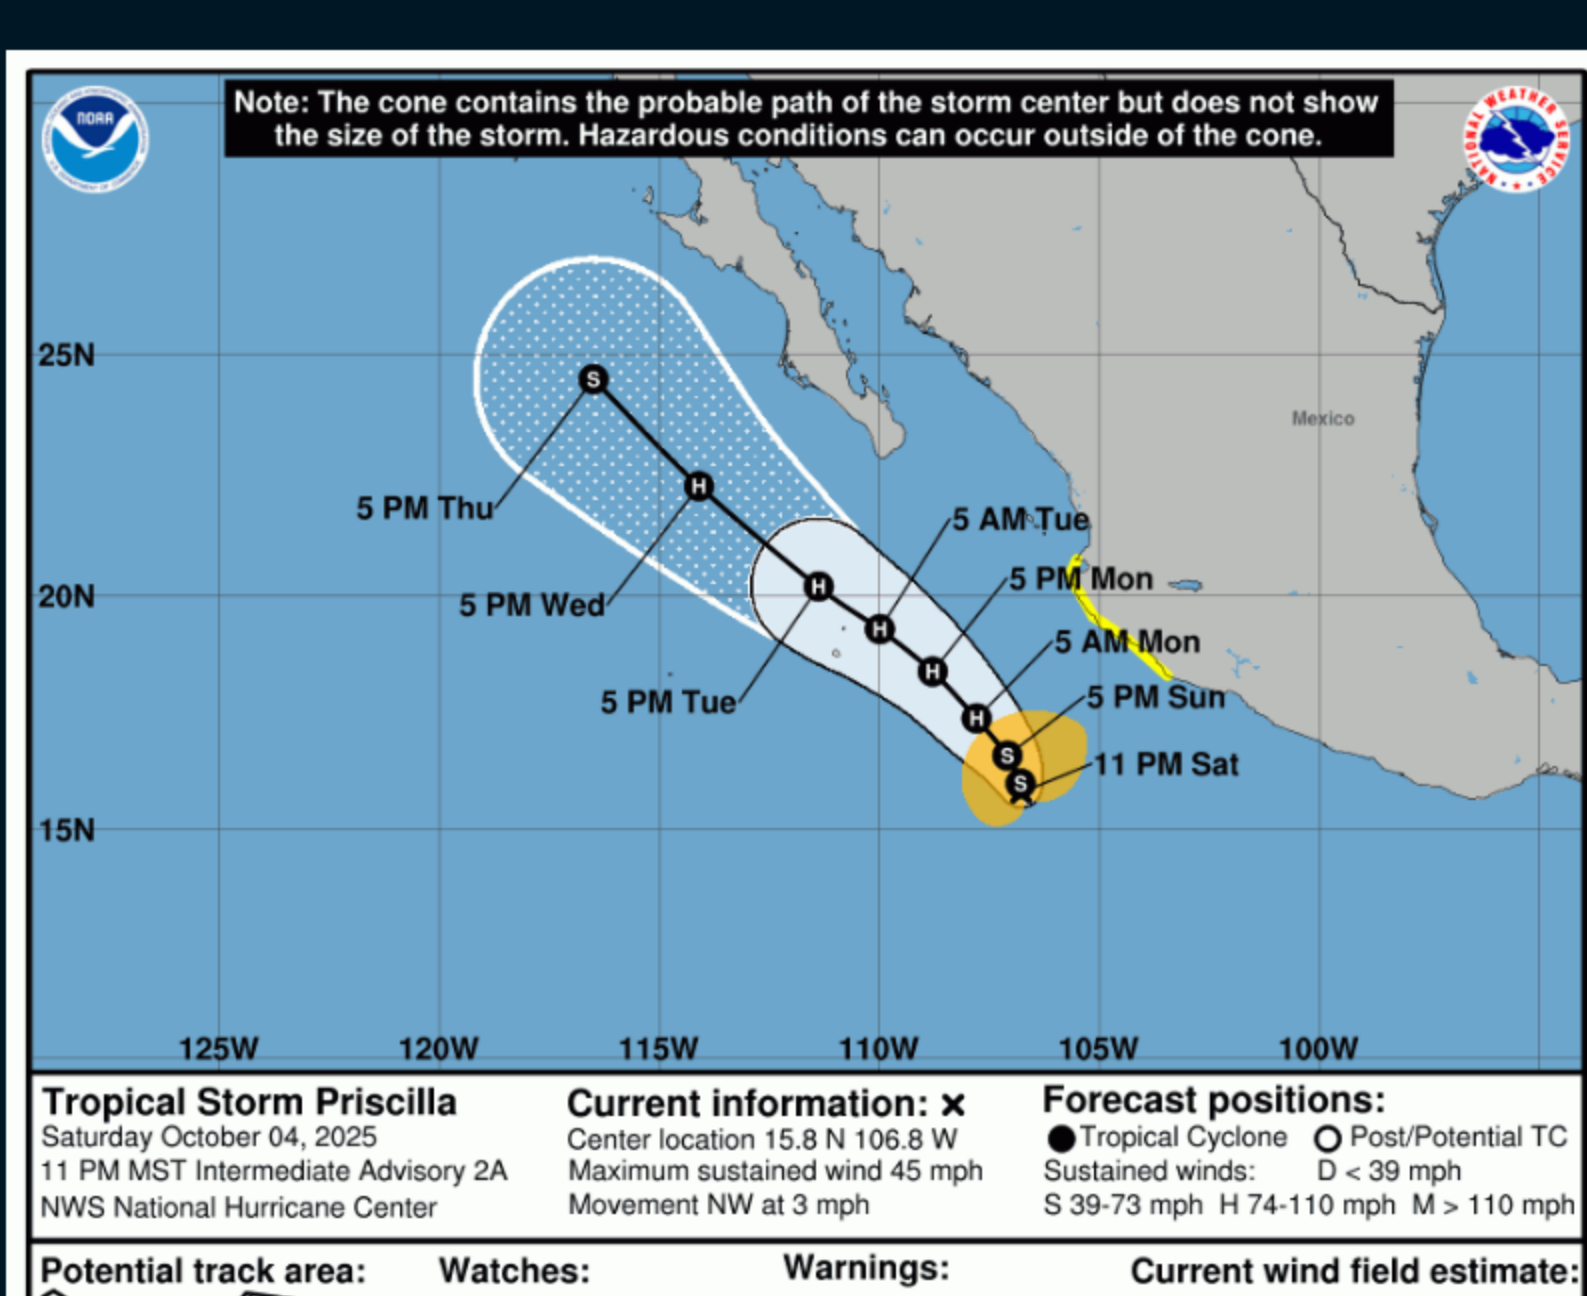 Note: The cone contains the probable path of the storm center but does not show
the size of the storm. Hazardous conditions can occur outside of the cone.
NOAA
NATIONAL WEATHER SERVICE
25N
Mexico
S
5 PM Thu
H
5 AM Tue
5 PM Mon
20N
H
5 PM Wed
H
5 AM Mon
H
5 PM Tue
5 PM Sun
H
S
11 PM Sat
S
15N
125W 120W 115W 110W 105W 100W
Tropical Storm Priscilla
Saturday October 04, 2025
11 PM MST Intermediate Advisory 2A
NWS National Hurricane Center
Current information: x
Center location 15.8 N 106.8 W
Maximum sustained wind 45 mph
Movement NW at 3 mph
Forecast positions:
Tropical Cyclone Post/Potential TC
Sustained winds: D < 39 mph
S 39-73 mph H 74-110 mph M > 110 mph
Potential track area: Watches: Warnings: Current wind field estimate: